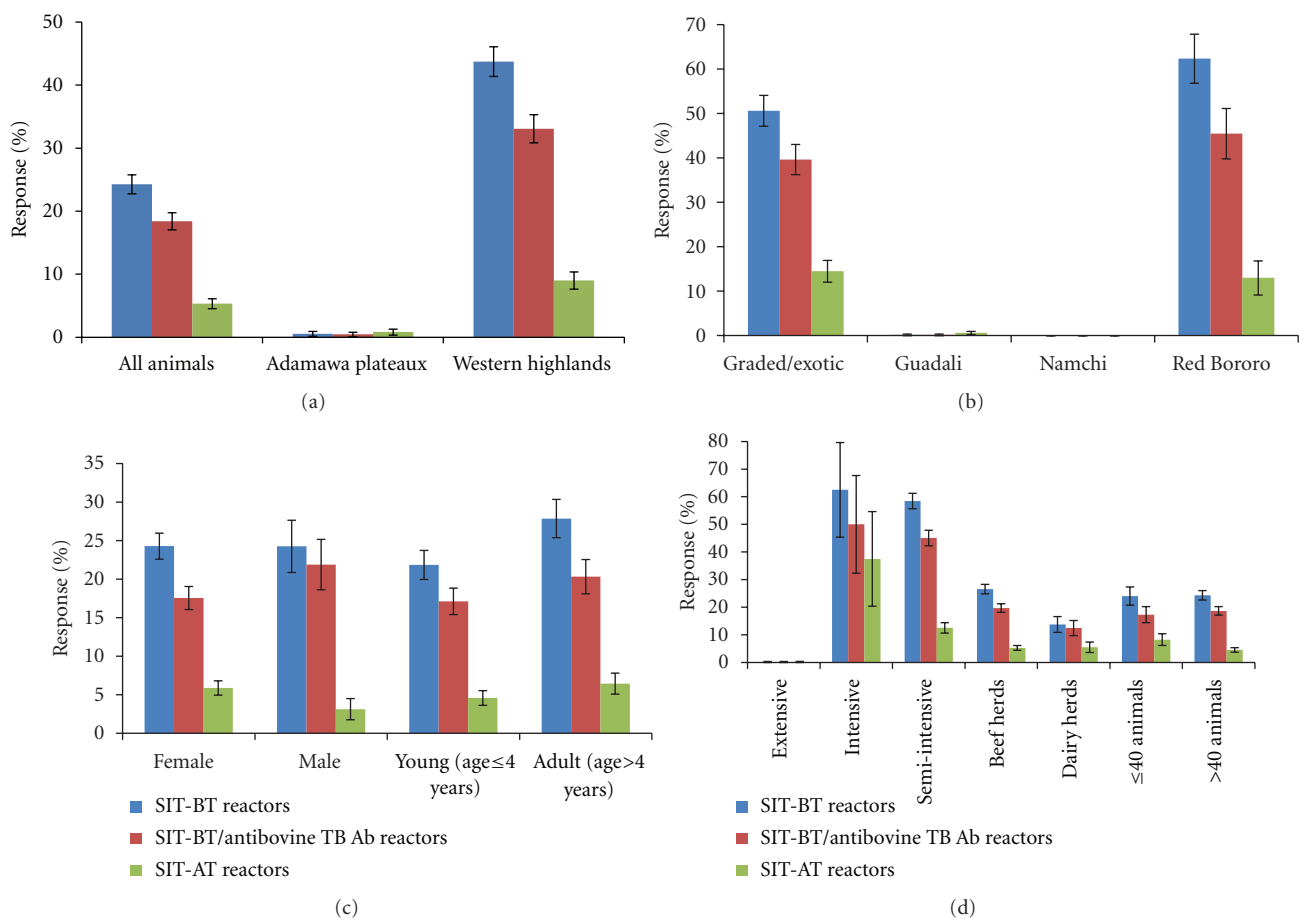 50
40
30
20
10
0
Response (%)
All animals
Adamawa plateaux
Western highlands
(a)
70
60
50
40
30
20
10
0
Response (%)
Graded/exotic
Guadali
Namchi
Red Bororo
(b)
35
30
25
20
15
10
5
0
Response (%)
Female
Male
Young (age≤4
years)
Adult (age>4
years)
SIT-BT reactors
SIT-BT/antibovine TB Ab reactors
SIT-AT reactors
(c)
80
70
60
50
40
30
20
10
0
Response (%)
Extensive
Intensive
Semi-intensive
Beef herds
Dairy herds
≤40 animals
>40 animals
SIT-BT reactors
SIT-BT/antibovine TB Ab reactors
SIT-AT reactors
(d)